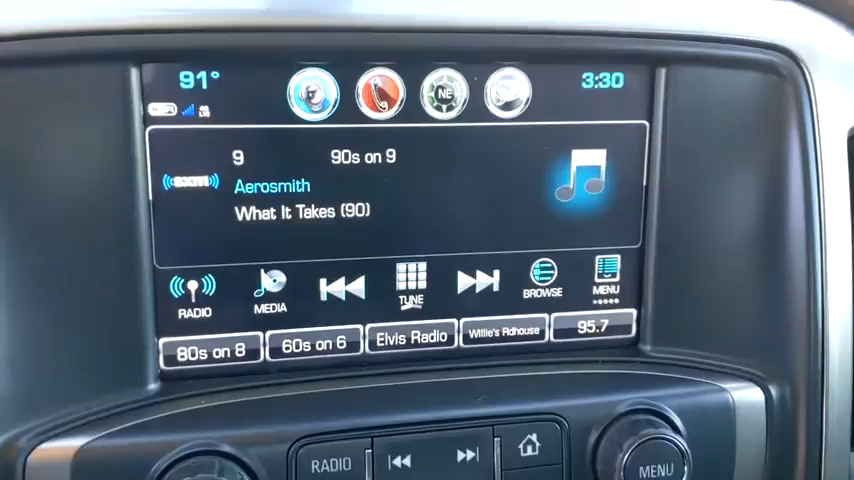 91°
NE
3:30
LTE
9
90s on 9
Aerosmith
What It Takes (90)
RADIO
MEDIA
TUNE
BROWSE
MENU
80s on 8
60s on 6
Elvis Radio
Willie's Rdhouse
95.7
RADIO
MENU